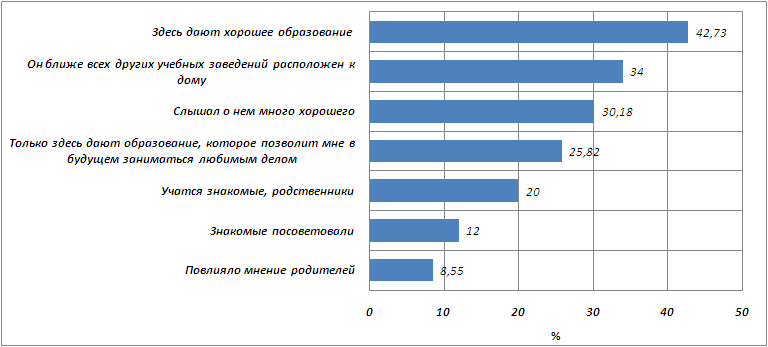 Здесь дают хорошее образование
42,73
Он ближе всех других учебных заведений расположен к
дому
34
Слышал о нем много хорошего
30,18
Только здесь дают образование, которое позволит мне в
будущем заниматься любимым делом
25,82
Учатся знакомые, родственники
20
Знакомые посоветовали
12
Повлияло мнение родителей
8,55
0 10 20 30 40 50
%